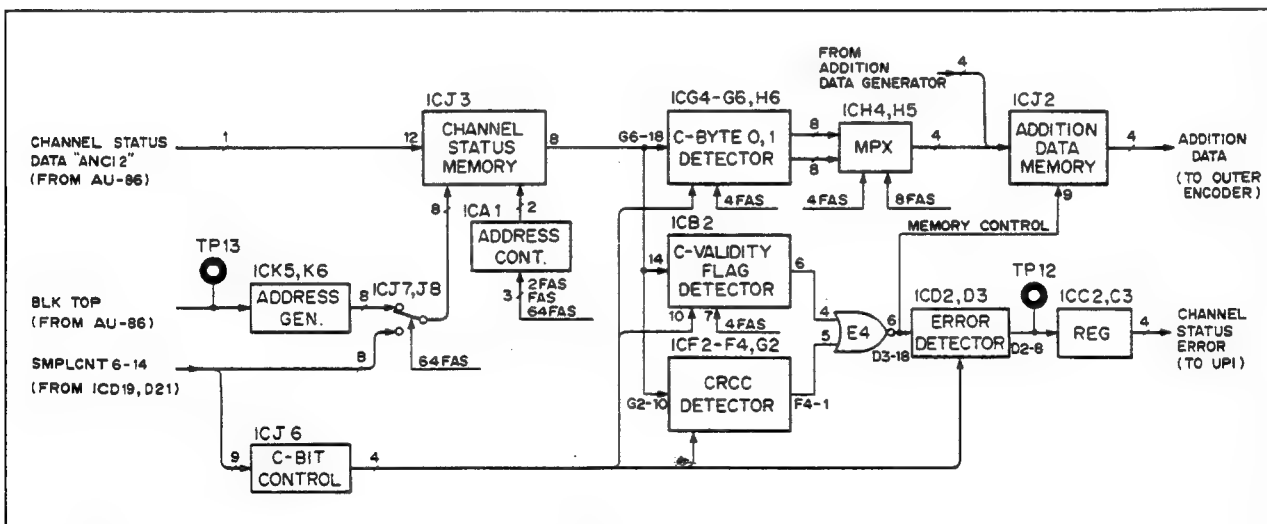 CHANNEL STATUS
DATA "ANCI2"
(FROM AU-86)
1
12
ICJ3
CHANNEL
STATUS
MEMORY
8
8
2
ICA1
ADDRESS
CONT.
3
2FAS
FAS
64FAS
TP13
BLK TOP
(FROM AU-86)
ICK5, K6
ADDRESS
GEN.
8
ICJ7, J8
64FAS
SMPLCNT 6-14
(FROM ICD19, D21)
8
9
ICJ6
C-BIT
CONTROL
4
G6-18
ICG4-G6, H6
C-BYTE 0, 1
DETECTOR
4FAS
8
8
ICH4, H5
MPX
4FAS
8FAS
4
FROM
ADDITION
DATA GENERATOR
4
ICJ2
ADDITION
DATA
MEMORY
9
MEMORY CONTROL
4
ADDITION
DATA
(TO OUTER
ENCODER)
ICB2
14
C-VALIDITY
FLAG
DETECTOR
6
10
7
4FAS
ICF2-F4, G2
G2-10
CRCC
DETECTOR
F4-1
4
5
E4
6
D3-18
ICD2, D3
ERROR
DETECTOR
D2-8
TP12
ICC2, C3
REG
4
CHANNEL
STATUS
ERROR
(TO UPI)